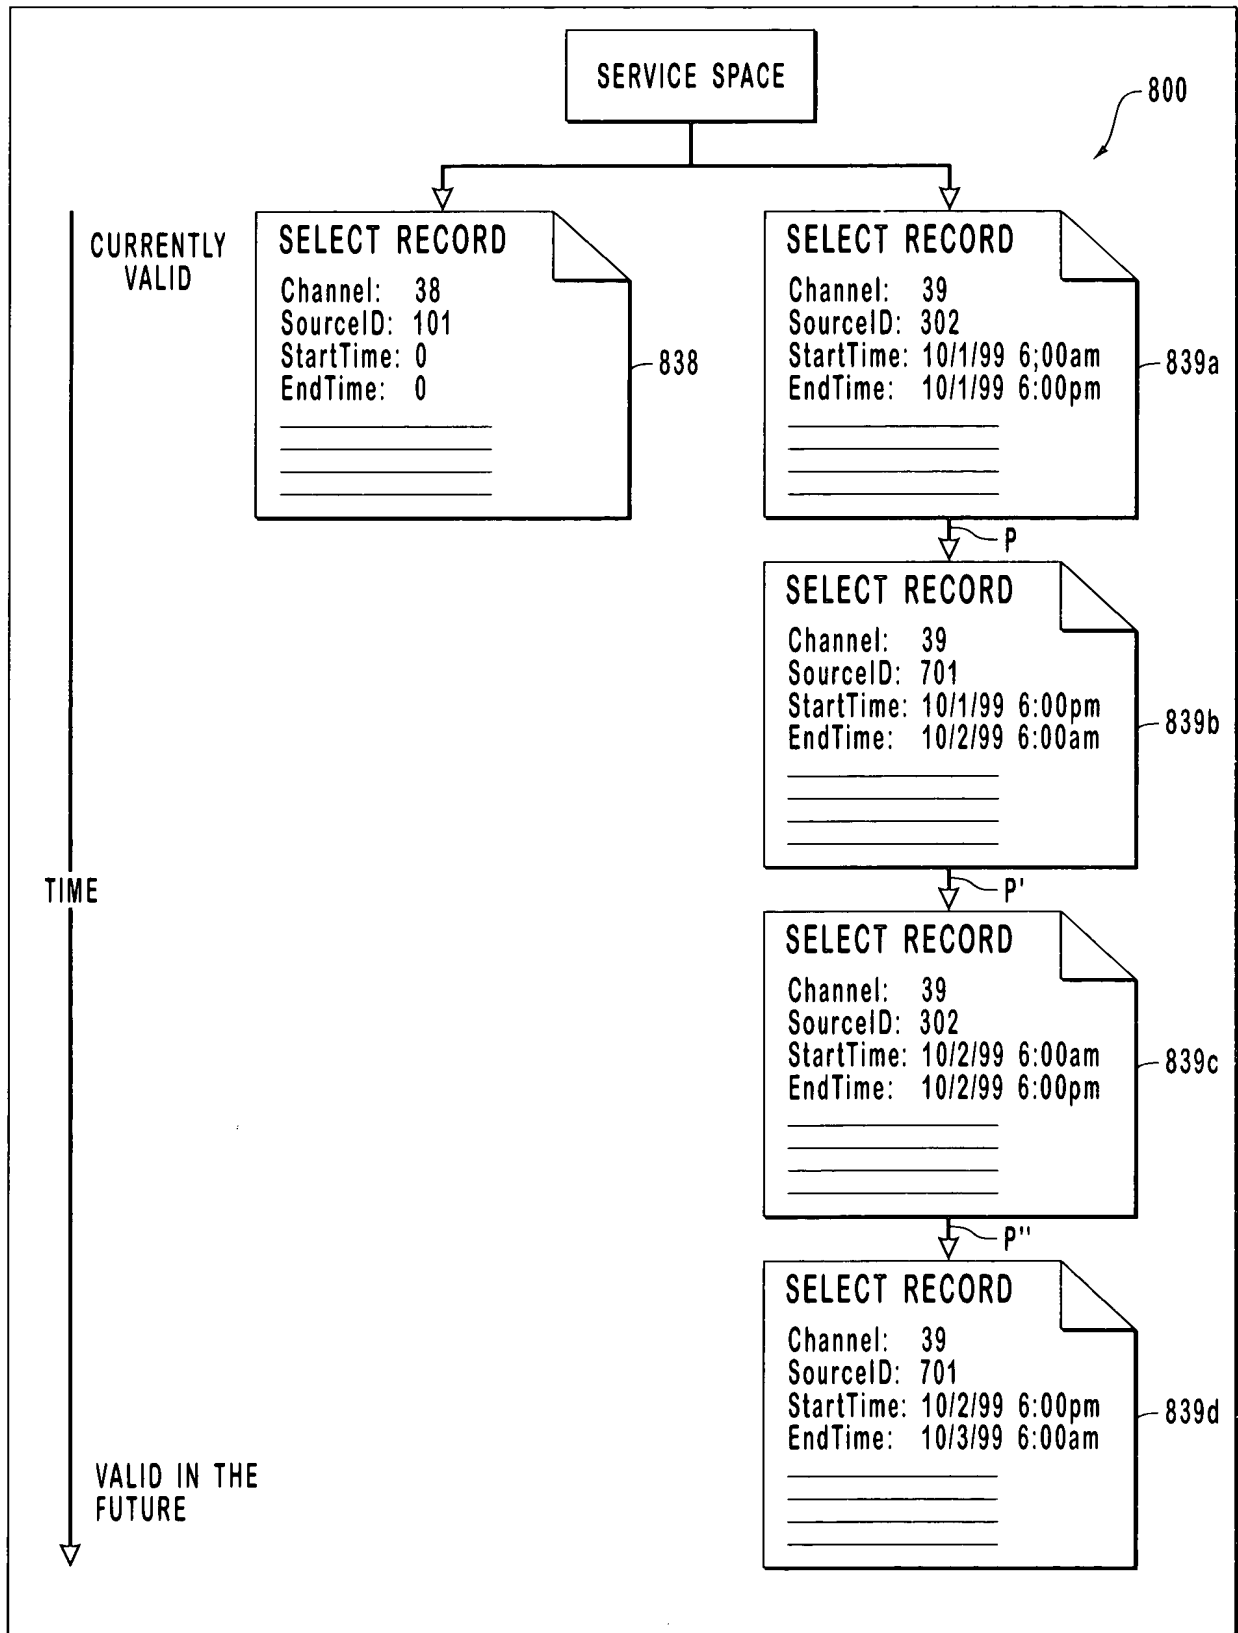 SERVICE SPACE
800
CURRENTLY
VALID
SELECT RECORD
Channel: 38
SourceID: 101
StartTime: 0
EndTime: 0
838
SELECT RECORD
Channel: 39
SourceID: 302
StartTime: 10/1/99 6;00am
EndTime: 10/1/99 6:00pm
839a
P
SELECT RECORD
Channel: 39
SourceID: 701
StartTime: 10/1/99 6:00pm
EndTime: 10/2/99 6:00am
839b
TIME
P'
SELECT RECORD
Channel: 39
SourceID: 302
StartTime: 10/2/99 6:00am
EndTime: 10/2/99 6:00pm
839c
P"
SELECT RECORD
Channel: 39
SourceID: 701
StartTime: 10/2/99 6:00pm
EndTime: 10/3/99 6:00am
839d
VALID IN THE
FUTURE